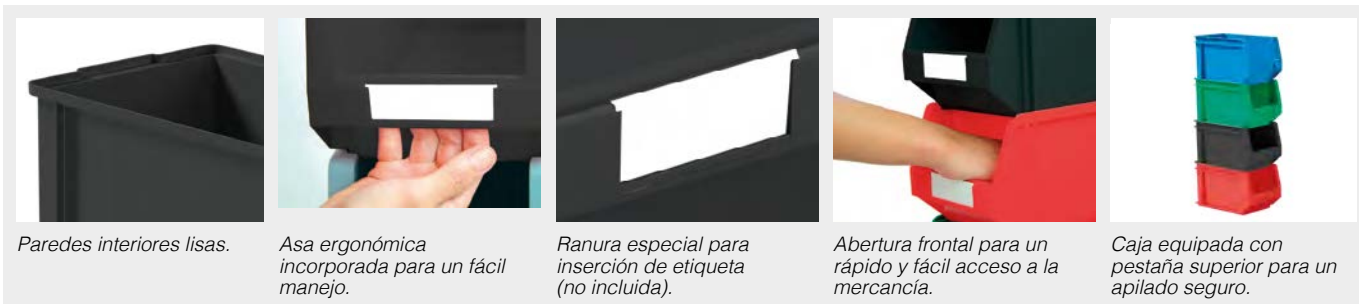 Paredes interiores lisas.
Asa ergonómica
incorporada para un fácil
manejo.
Ranura especial para
inserción de etiqueta
(no incluida).
Abertura frontal para un
rápido y fácil acceso a la
mercancía.
Caja equipada con
pestaña superior para un
apilado seguro.